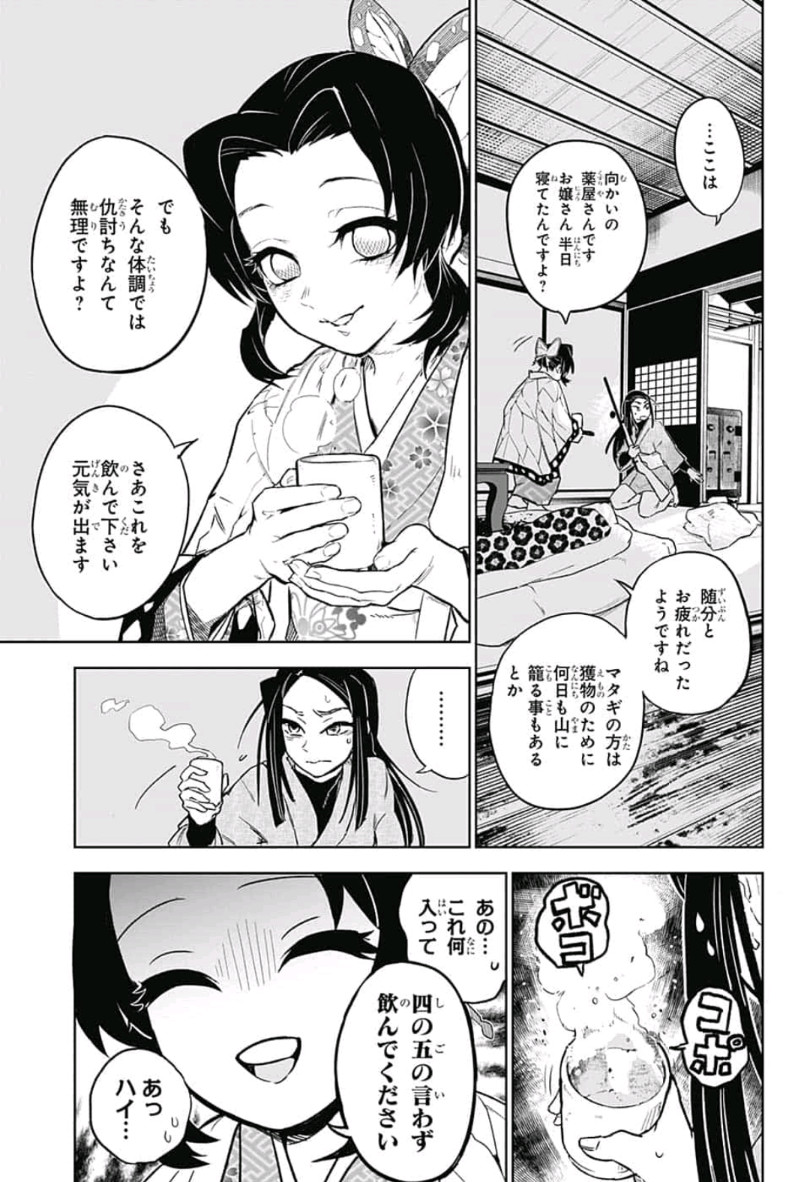 …ここは
向かいの
薬屋さんです
お嬢さん 半日
寝てたんですよ?
随分と
お疲れだった
ようですね
マタギの方は
獲物のために
何日も山に
籠る事もある
とか
でも
そんな体調では
仇討ちなんて
無理ですよ?
さあこれを
飲んで下さい
元気が出ます
………
ボコ
コポ
あの…
これ何
入って
四の五の言わず
飲んでください
あっ
ハイ…